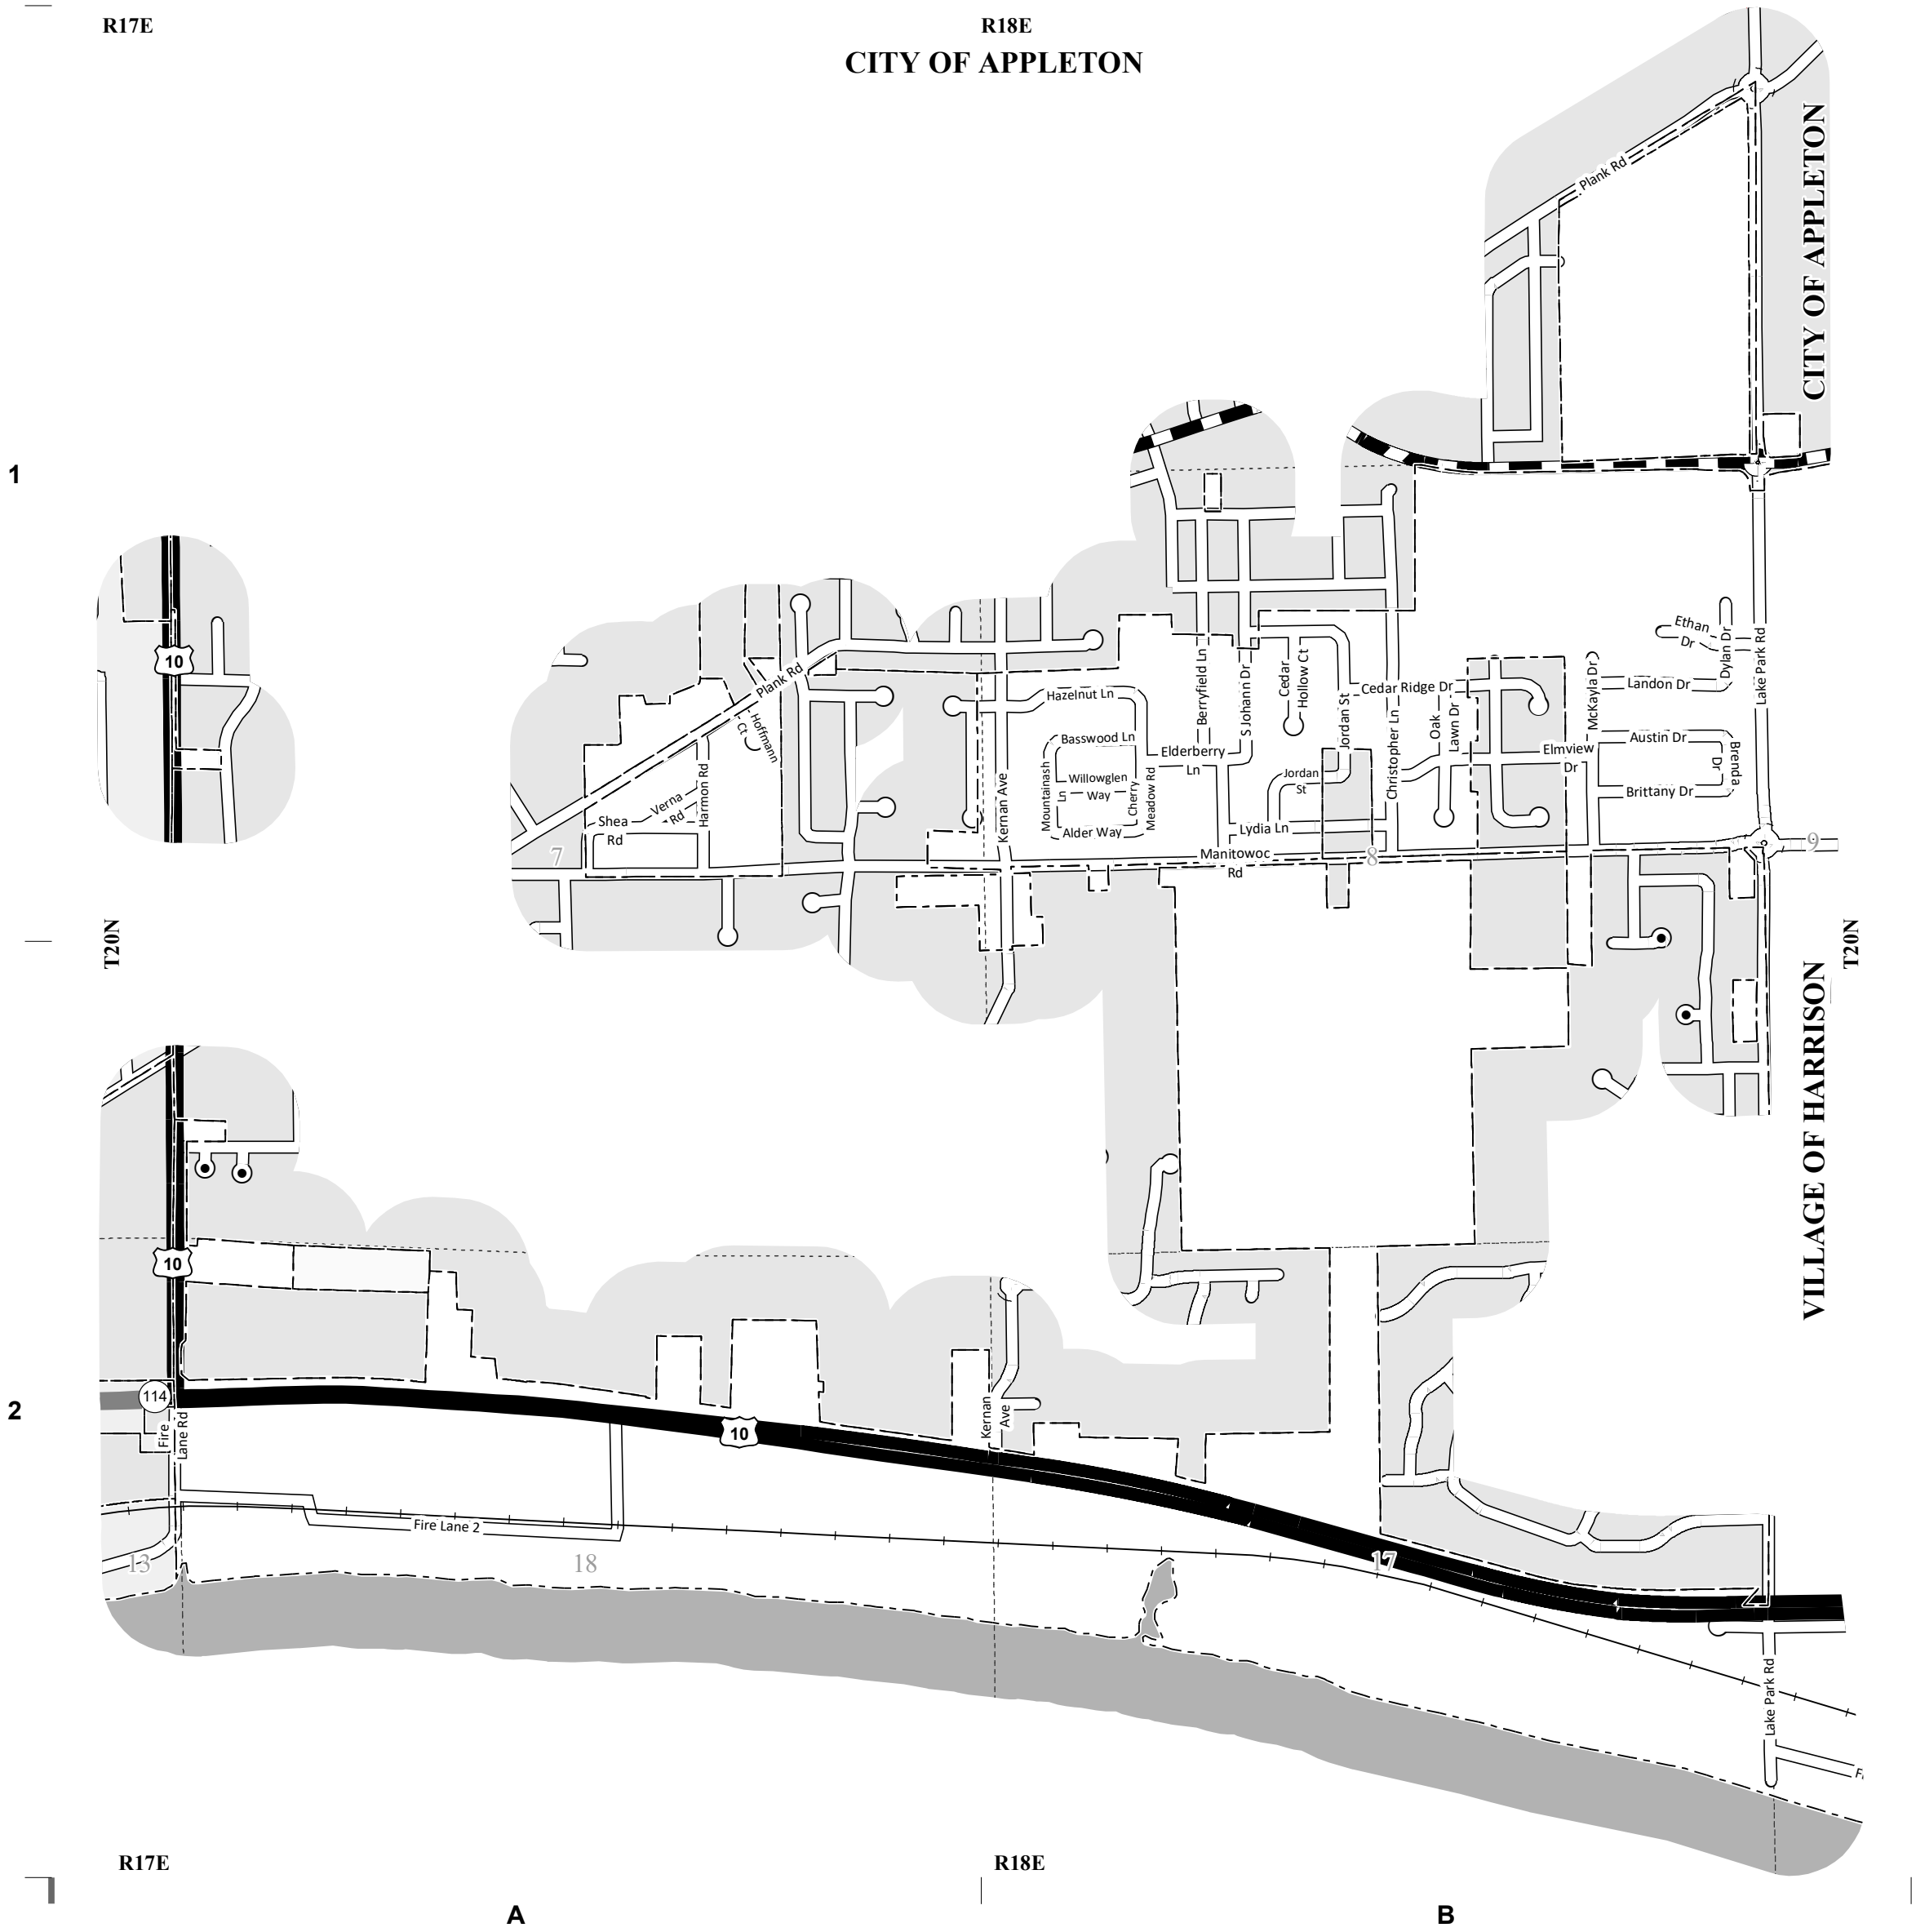 R17E
R18E
CITY OF APPLETON
CITY OF APPLETON
Plank Rd
1
10
Ethan
Dr
Dylan Dr
Lake Park Rd
Landon Dr
McKayla Dr
Austin Dr
Brenda
Dr
Brittany Dr
Elmview
Dr
Cedar Ridge Dr
Oak
Lawn Dr
Christopher Ln
Jordan St
Jordan
St
Cedar
Hollow Ct
S Johann Dr
Berryfield Ln
Elderberry
Ln
Lydia Ln
Hazelnut Ln
Basswood Ln
Mountainash
Ln
Willowglen
Way
Cherry
Meadow Rd
Alder Way
Kernan Ave
Plank Rd
Hoffmann
Ct
Harmon Rd
Verna
Rd
Shea
Rd
Manitowoc
Rd
7
8
9
T20N
T20N
VILLAGE OF HARRISON
10
2
114
Fire
Lane Rd
10
Kernan
Ave
Fire Lane 2
13
18
17
Lake Park Rd
R17E
R18E
A
B